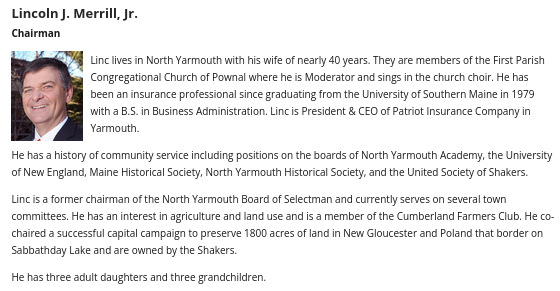 Lincoln J. Merrill, Jr.
Chairman
Linc lives in North Yarmouth with his wife of nearly 40 years. They are members of the First Parish
Congregational Church of Pownal where he is Moderator and sings in the church choir. He has
been an insurance professional since graduating from the University of Southern Maine in 1979
with a B.S. in Business Administration. Linc is President & CEO of Patriot Insurance Company in
Yarmouth.
He has a history of community service including positions on the boards of North Yarmouth Academy, the University
of New England, Maine Historical Society, North Yarmouth Historical Society, and the United Society of Shakers.
Linc is a former chairman of the North Yarmouth Board of Selectman and currently serves on several town
committees. He has an interest in agriculture and land use and is a member of the Cumberland Farmers Club. He co-
chaired a successful capital campaign to preserve 1800 acres of land in New Gloucester and Poland that border on
Sabbathday Lake and are owned by the Shakers.
He has three adult daughters and three grandchildren.